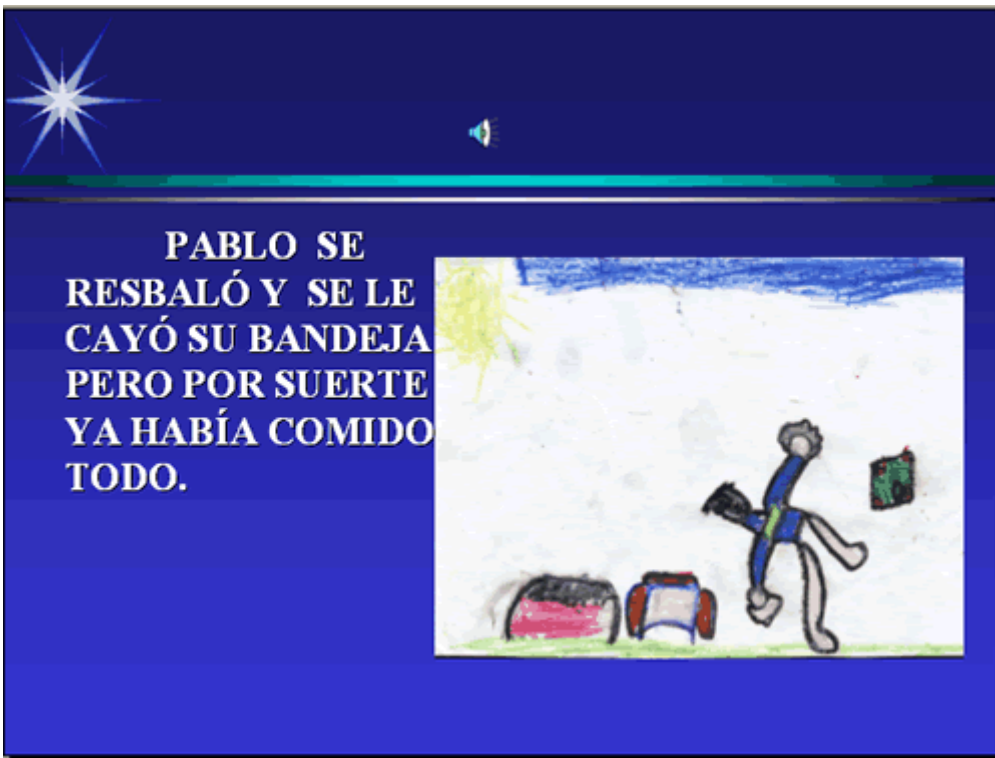 PABLO SE
RESBALÓ Y SE LE
CAYÓ SU BANDEJA
PERO POR SUERTE
YA HABÍA COMIDO
TODO.